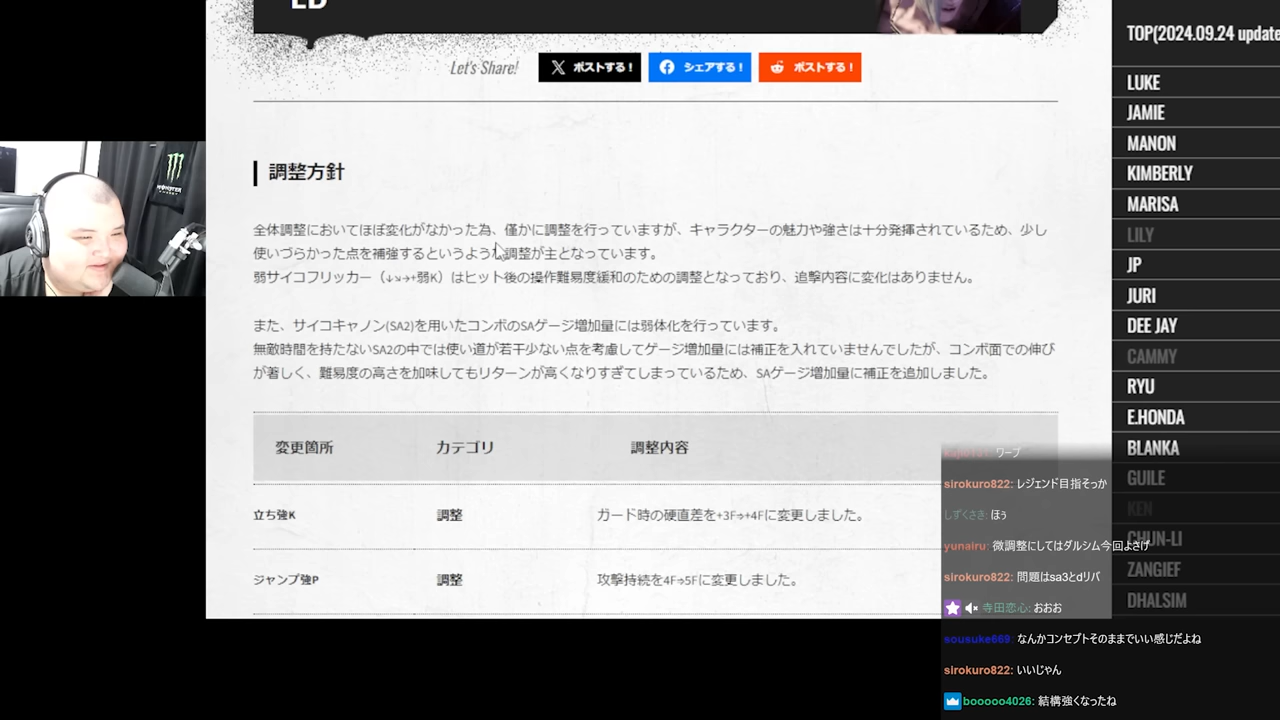 ED
Let's Share!
ポストする!
シェアする!
ポストする!
調整方針
全体調整においてほぼ変化がなかった為、僅かに調整を行っていますが、キャラクターの魅力や強さは十分発揮されているため、少し
使いづらかった点を補強するというような調整が主となっています。
弱サイコフリッカー(↓↘→+弱K)はヒット後の操作難易度緩和のための調整となっており、追撃内容に変化はありません。
また、サイコキャノン(SA2)を用いたコンボのSAゲージ増加量には弱体化を行っています。
無敵時間を持たないSA2の中では使い道が若干少ない点を考慮してゲージ増加量には補正を入れていませんでしたが、コンボ面での伸び
が著しく、難易度の高さを加味してもリターンが高くなりすぎてしまっているため、SAゲージ増加量に補正を追加しました。
変更箇所 カテゴリ 調整内容
立ち強K 調整 ガード時の硬直差を+3F⇒+4Fに変更しました。
ジャンプ強P 調整 攻撃持続を4F⇒5Fに変更しました。
TOP(2024.09.24 update
LUKE
JAMIE
MANON
KIMBERLY
MARISA
LILY
JP
JURI
DEE JAY
CAMMY
RYU
E.HONDA
BLANKA
GUILE
KEN
CHUN-LI
ZANGIEF
DHALSIM
ワープ
sirokuro822: レジェンド目指そっか
しずくさき: ほぅ
yunairu: 微調整にしてはダルシム今回よさげ
sirokuro822: 問題はsa3とdリバ
寺田恋心: おおお
sousuke669: なんかコンセプトそのままでいい感じだよね
sirokuro822: いいじゃん
booooo4026: 結構強くなったね
MONSTER